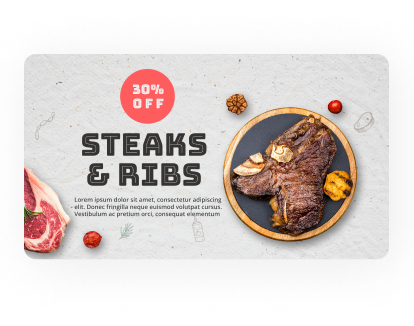 30%
OFF
STEAKS
& RIBS
Lorem ipsum dolor sit amet, consectetur adipiscing
- elit. Donec fringilla neque euismod volutpat cursus.
Vestibulum ac pretium orci, consequat elementum